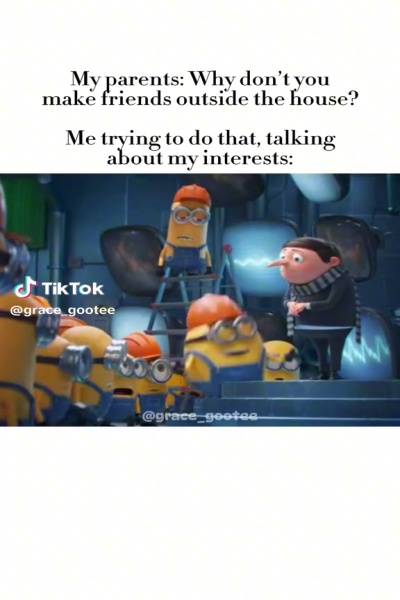 My parents: Why don't you
make friends outside the house?
Me trying to do that, talking
about my interests:
TikTok
@grace_gootee
@grace_gootee